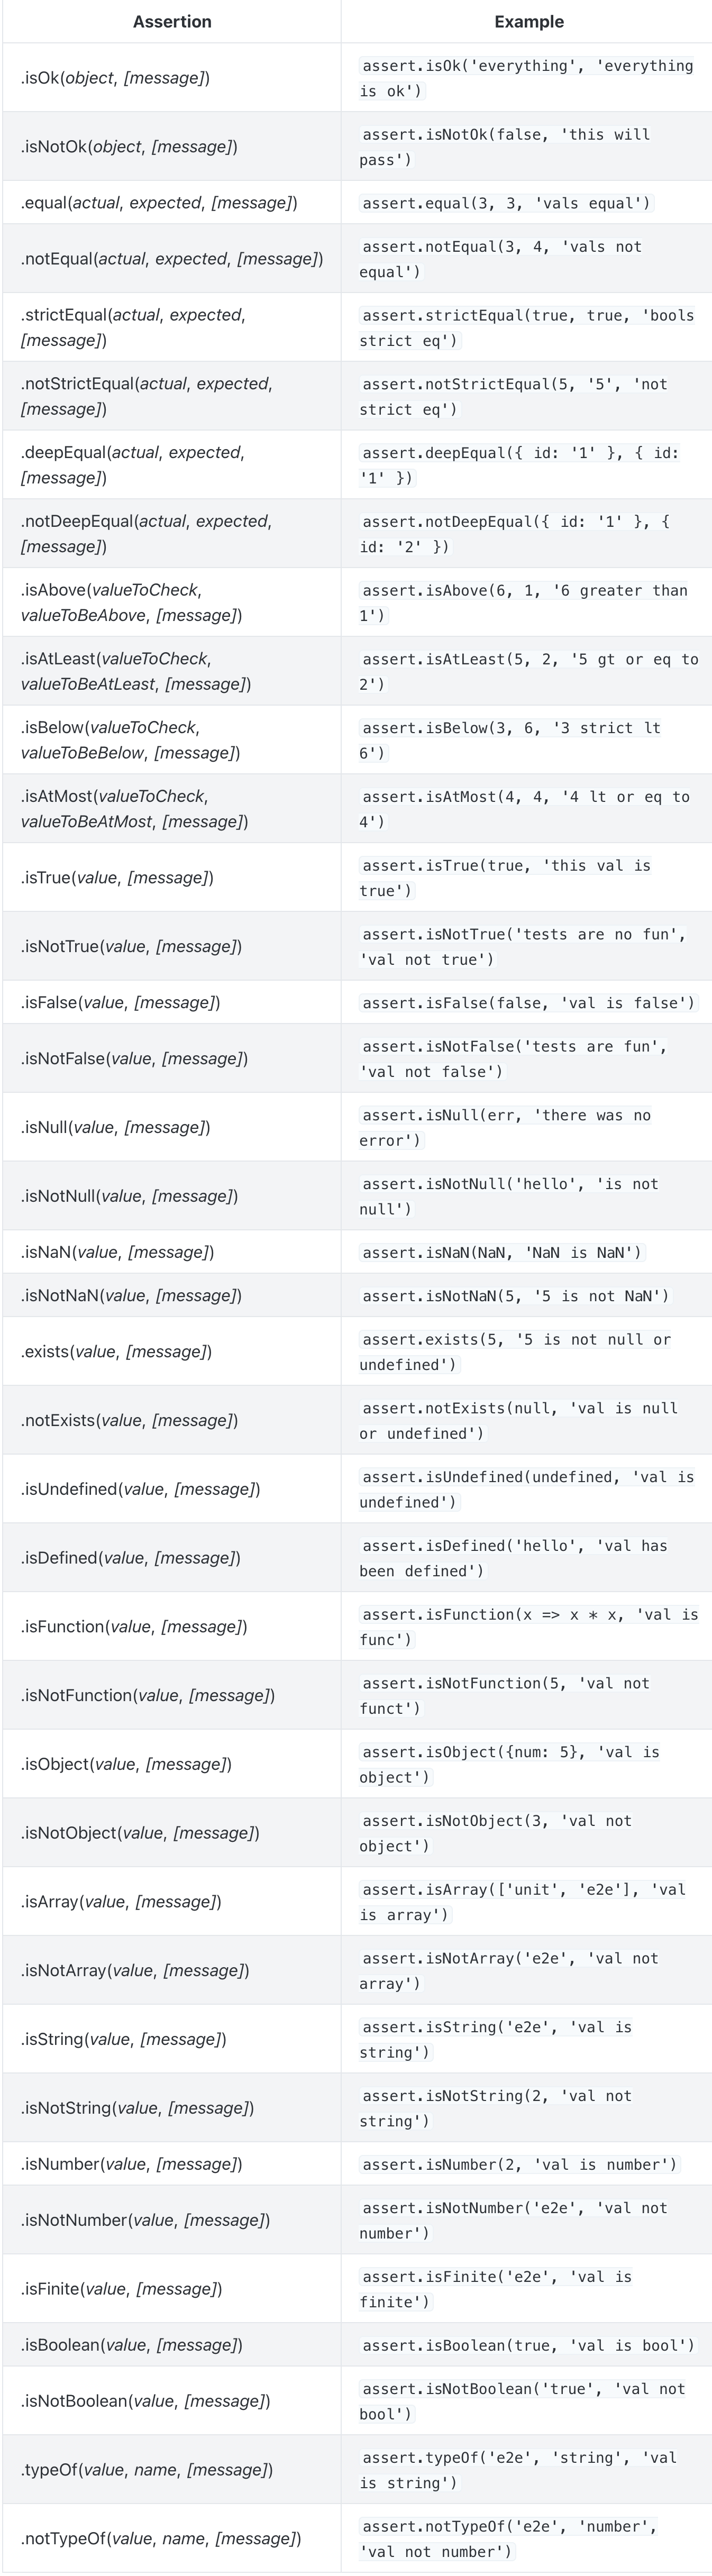 Assertion Example
.isOk(object, [message])
assert.isOk('everything', 'everything
is ok')
.isNotOk(object, [message])
assert.isNotOk(false, 'this will
pass')
.equal(actual, expected, [message])
assert.equal(3, 3, 'vals equal')
.notEqual(actual, expected, [message])
assert.notEqual(3, 4, 'vals not
equal')
.strictEqual(actual, expected,
[message])
assert.strictEqual(true, true, 'bools
strict eq')
.notStrictEqual(actual, expected,
[message])
assert.notStrictEqual(5, '5', 'not
strict eq')
.deepEqual(actual, expected,
[message])
assert.deepEqual({ id: '1' }, { id:
'1' })
.notDeepEqual(actual, expected,
[message])
assert.notDeepEqual({ id: '1' }, {
id: '2' })
.isAbove(valueToCheck,
valueToBeAbove, [message])
assert.isAbove(6, 1, '6 greater than
1')
.isAtLeast(valueToCheck,
valueToBeAtLeast, [message])
assert.isAtLeast(5, 2, '5 gt or eq to
2')
.isBelow(valueToCheck,
valueToBeBelow, [message])
assert.isBelow(3, 6, '3 strict lt
6')
.isAtMost(valueToCheck,
valueToBeAtMost, [message])
assert.isAtMost(4, 4, '4 lt or eq to
4')
.isTrue(value, [message])
assert.isTrue(true, 'this val is
true')
.isNotTrue(value, [message])
assert.isNotTrue('tests are no fun',
'val not true')
.isFalse(value, [message])
assert.isFalse(false, 'val is false')
.isNotFalse(value, [message])
assert.isNotFalse('tests are fun',
'val not false')
.isNull(value, [message])
assert.isNull(err, 'there was no
error')
.isNotNull(value, [message])
assert.isNotNull('hello', 'is not
null')
.isNaN(value, [message])
assert.isNaN(NaN, 'NaN is NaN')
.isNotNaN(value, [message])
assert.isNotNaN(5, '5 is not NaN')
.exists(value, [message])
assert.exists(5, '5 is not null or
undefined')
.notExists(value, [message])
assert.notExists(null, 'val is null
or undefined')
.isUndefined(value, [message])
assert.isUndefined(undefined, 'val is
undefined')
.isDefined(value, [message])
assert.isDefined('hello', 'val has
been defined')
.isFunction(value, [message])
assert.isFunction(x => x * x, 'val is
func')
.isNotFunction(value, [message])
assert.isNotFunction(5, 'val not
funct')
.isObject(value, [message])
assert.isObject({num: 5}, 'val is
object')
.isNotObject(value, [message])
assert.isNotObject(3, 'val not
object')
.isArray(value, [message])
assert.isArray(['unit', 'e2e'], 'val
is array')
.isNotArray(value, [message])
assert.isNotArray('e2e', 'val not
array')
.isString(value, [message])
assert.isString('e2e', 'val is
string')
.isNotString(value, [message])
assert.isNotString(2, 'val not
string')
.isNumber(value, [message])
assert.isNumber(2, 'val is number')
.isNotNumber(value, [message])
assert.isNotNumber('e2e', 'val not
number')
.isFinite(value, [message])
assert.isFinite('e2e', 'val is
finite')
.isBoolean(value, [message])
assert.isBoolean(true, 'val is bool')
.isNotBoolean(value, [message])
assert.isNotBoolean('true', 'val not
bool')
.typeOf(value, name, [message])
assert.typeOf('e2e', 'string', 'val
is string')
.notTypeOf(value, name, [message])
assert.notTypeOf('e2e', 'number',
'val not number')